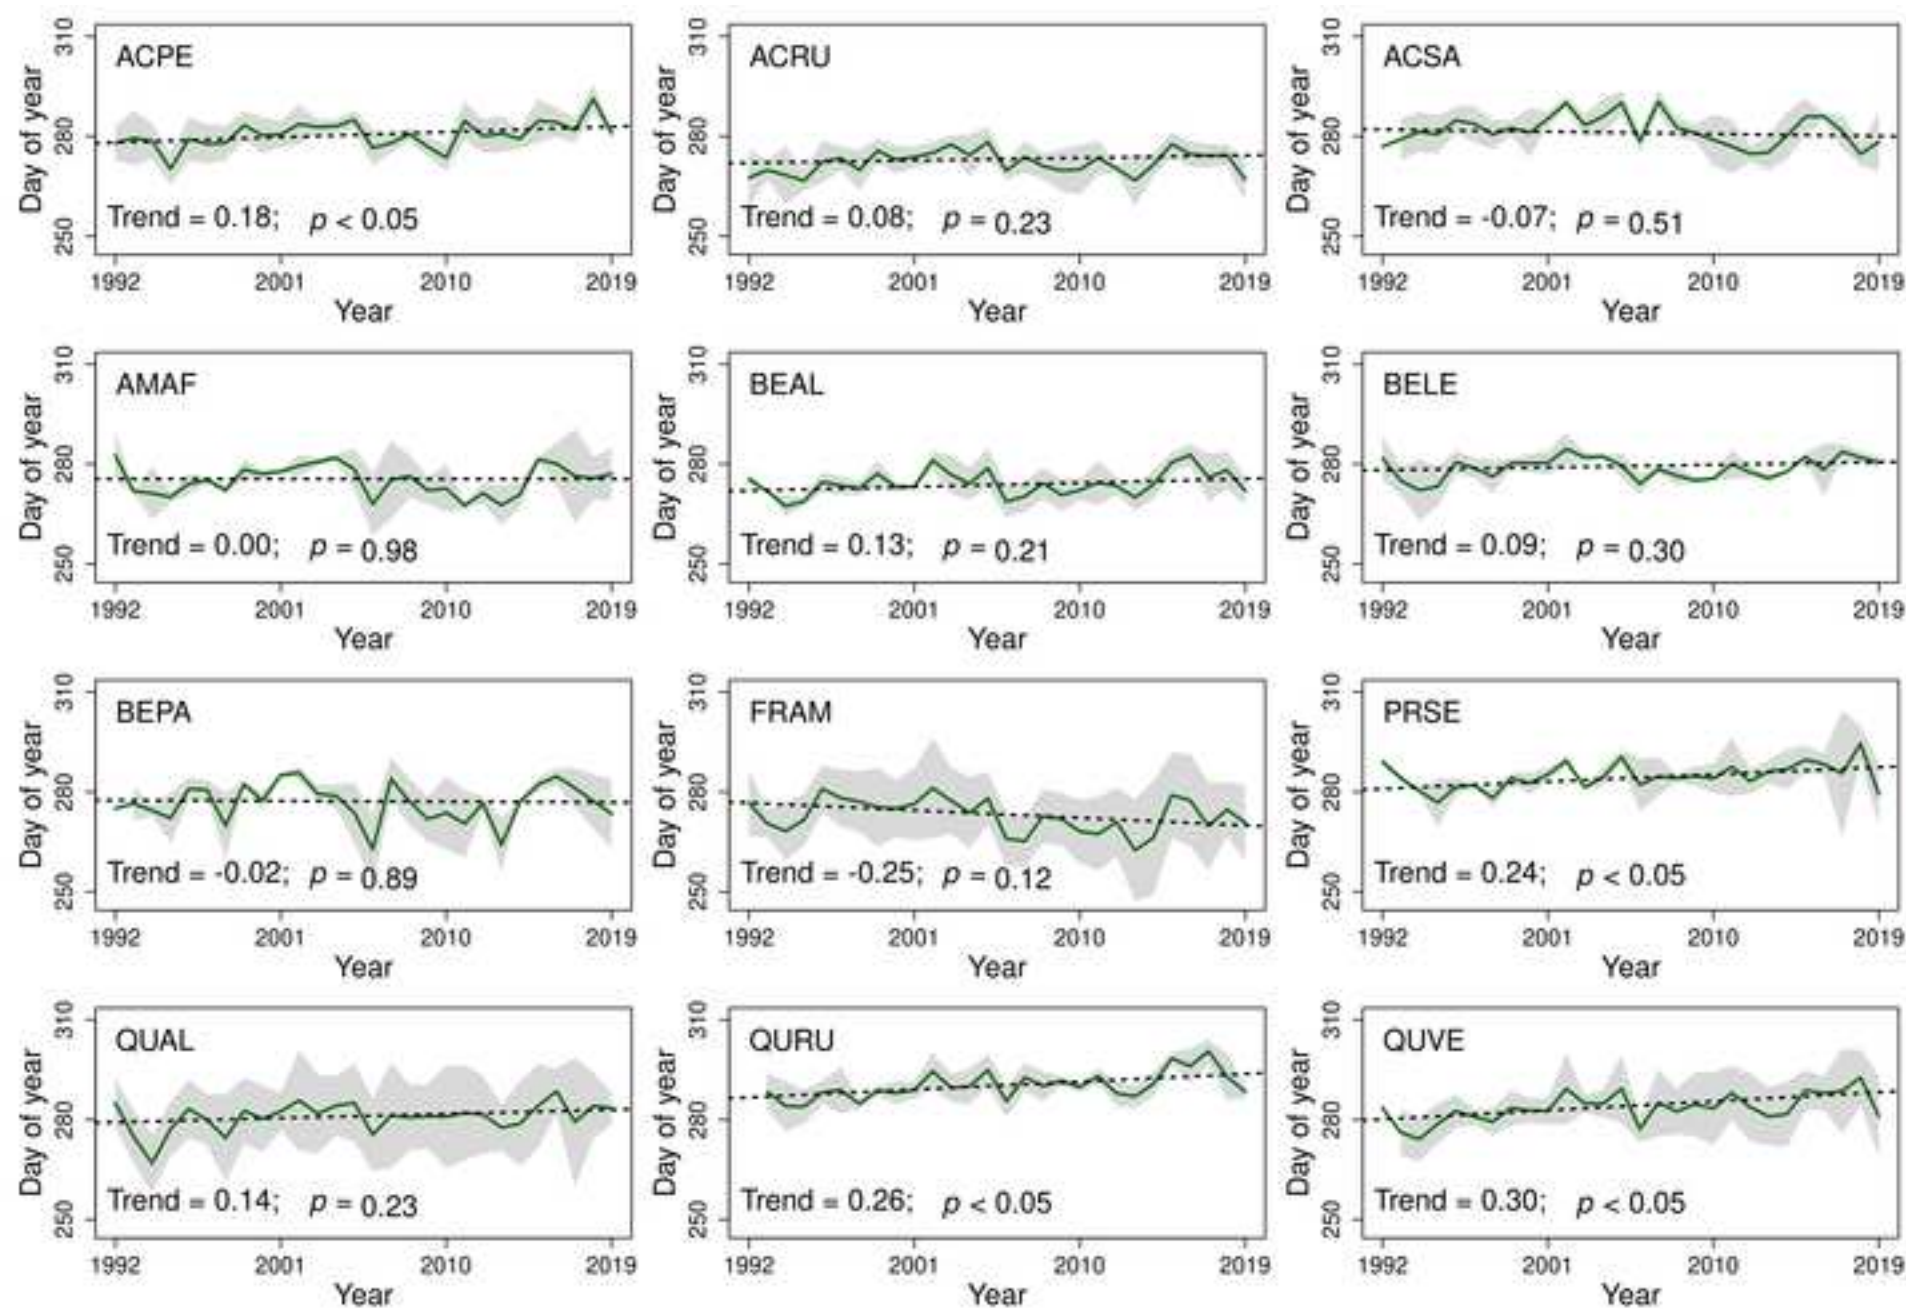 310
280
250
Day of year
ACPE
Trend = 0.18; p < 0.05
1992 2001 2010 2019
Year
310
280
250
Day of year
ACRU
Trend = 0.08; p = 0.23
1992 2001 2010 2019
Year
310
280
250
Day of year
ACSA
Trend = -0.07; p = 0.51
1992 2001 2010 2019
Year
310
280
250
Day of year
AMAF
Trend = 0.00; p = 0.98
1992 2001 2010 2019
Year
310
280
250
Day of year
BEAL
Trend = 0.13; p = 0.21
1992 2001 2010 2019
Year
310
280
250
Day of year
BELE
Trend = 0.09; p = 0.30
1992 2001 2010 2019
Year
310
280
250
Day of year
BEPA
Trend = -0.02; p = 0.89
1992 2001 2010 2019
Year
310
280
250
Day of year
FRAM
Trend = -0.25; p = 0.12
1992 2001 2010 2019
Year
310
280
250
Day of year
PRSE
Trend = 0.24; p < 0.05
1992 2001 2010 2019
Year
310
280
250
Day of year
QUAL
Trend = 0.14; p = 0.23
1992 2001 2010 2019
Year
310
280
250
Day of year
QURU
Trend = 0.26; p < 0.05
1992 2001 2010 2019
Year
310
280
250
Day of year
QUVE
Trend = 0.30; p < 0.05
1992 2001 2010 2019
Year